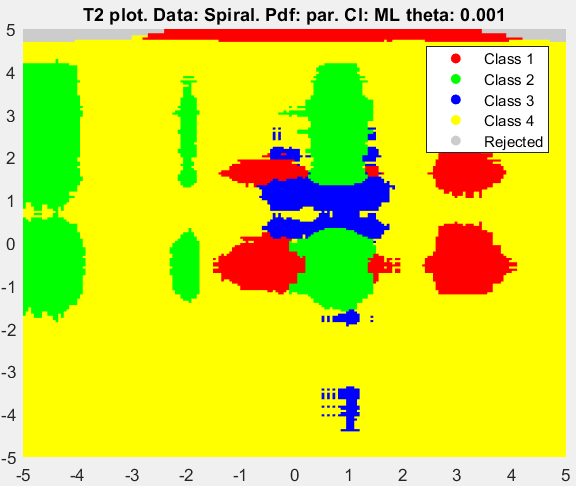 T2 plot. Data: Spiral. Pdf: par. Cl: ML theta: 0.001
5
4
3
2
1
0
-1
-2
-3
-4
-5
-5 -4 -3 -2 -1 0 1 2 3 4 5
Class 1
Class 2
Class 3
Class 4
Rejected